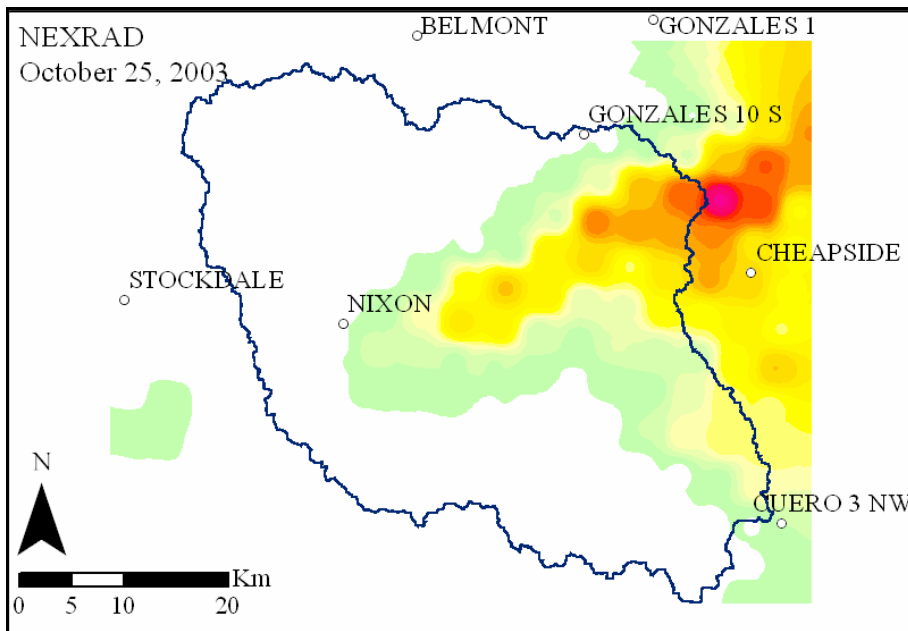 NEXRAD
October 25, 2003
BELMONT
GONZALES 1
GONZALES 10 S
CHEAPSIDE
STOCKDALE
NIXON
CUERO 3 NW
N
Km
0 5 10 20